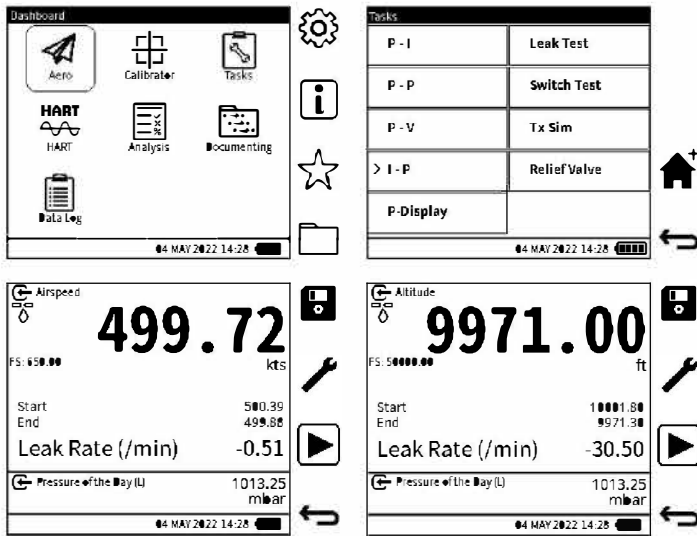 Dashboard
Aero
Calibrator
Tasks
HART
HART
Analysis
Documenting
Data Log
04 MAY 2022 14:28
Tasks
P - I
Leak Test
P - P
Switch Test
P - V
Tx Sim
> I - P
Relief Valve
P-Display
04 MAY 2022 14:28
Airspeed
499.72
FS: 650.00
kts
Start 500.39
End 499.88
Leak Rate (/min) -0.51
Pressure of the Day (L) 1013.25
mbar
04 MAY 2022 14:28
Altitude
9971.00
FS: 50000.00
ft
Start 10001.80
End 9971.30
Leak Rate (/min) -30.50
Pressure of the Day (L) 1013.25
mbar
04 MAY 2022 14:28